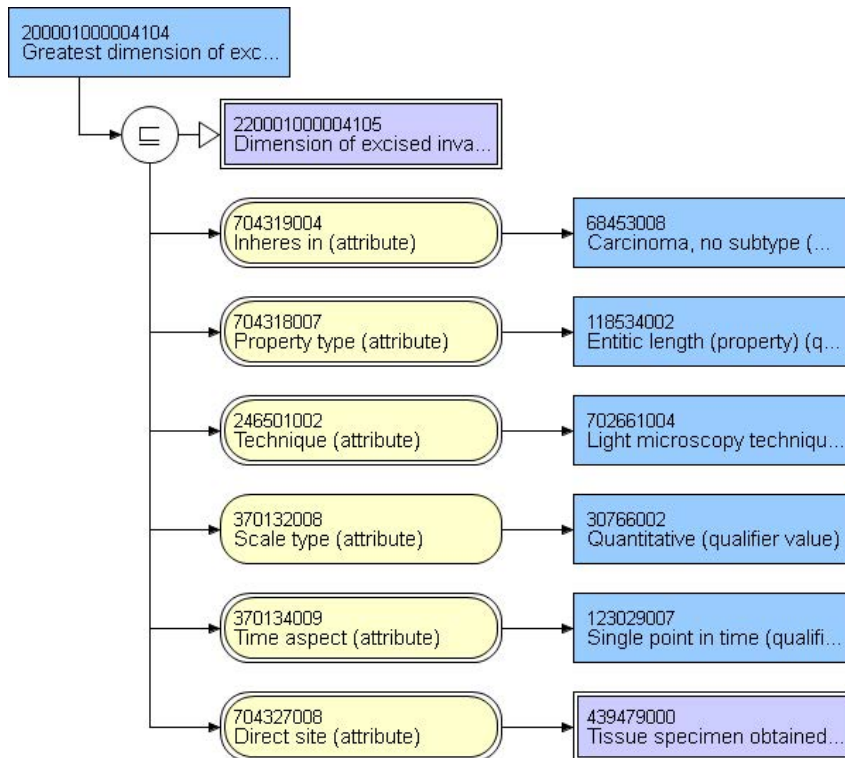 200001000004104
Greatest dimension of exc...
⊑
220001000004105
Dimension of excised inva...
704319004
Inheres in (attribute)
68453008
Carcinoma, no subtype (...
704318007
Property type (attribute)
118534002
Entitic length (property) (q...
246501002
Technique (attribute)
702661004
Light microscopy techniqu...
370132008
Scale type (attribute)
30766002
Quantitative (qualifier value)
370134009
Time aspect (attribute)
123029007
Single point in time (qualifi...
704327008
Direct site (attribute)
439479000
Tissue specimen obtained...